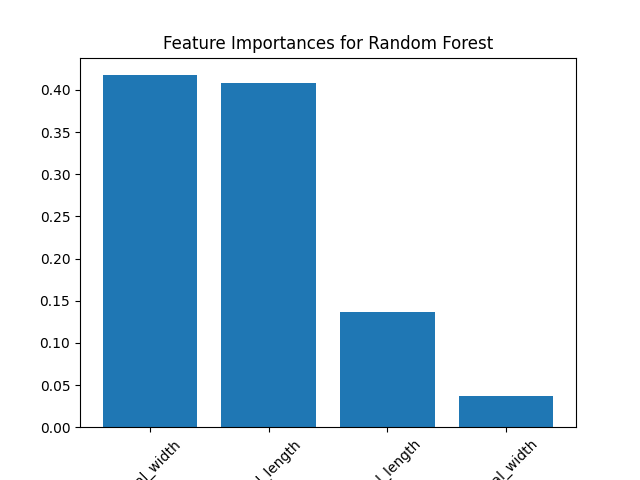 Feature Importances for Random Forest
0.40
0.35
0.30
0.25
0.20
0.15
0.10
0.05
0.00
al_width
l_length
l_length
al_width